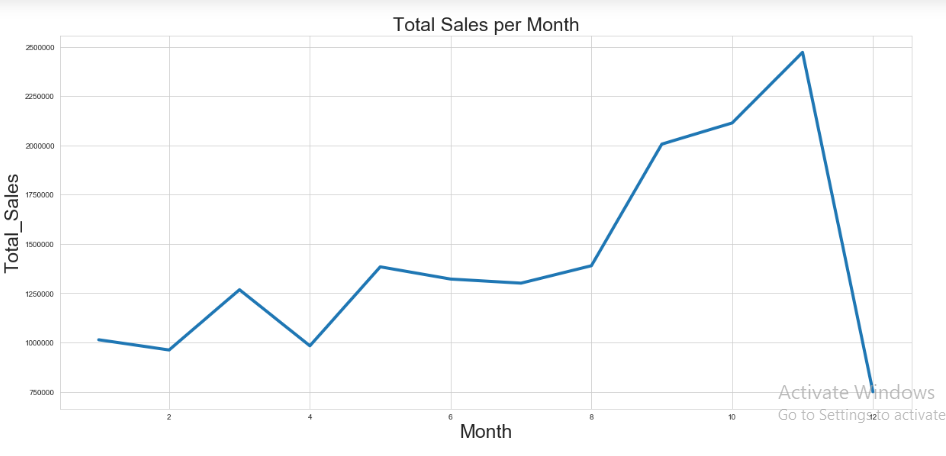 Total Sales per Month
2500000
2250000
2000000
1750000
1500000
1250000
1000000
750000
Total_Sales
2 4 6 8 10 12
Month
Activate Windows
Go to Settings to activate